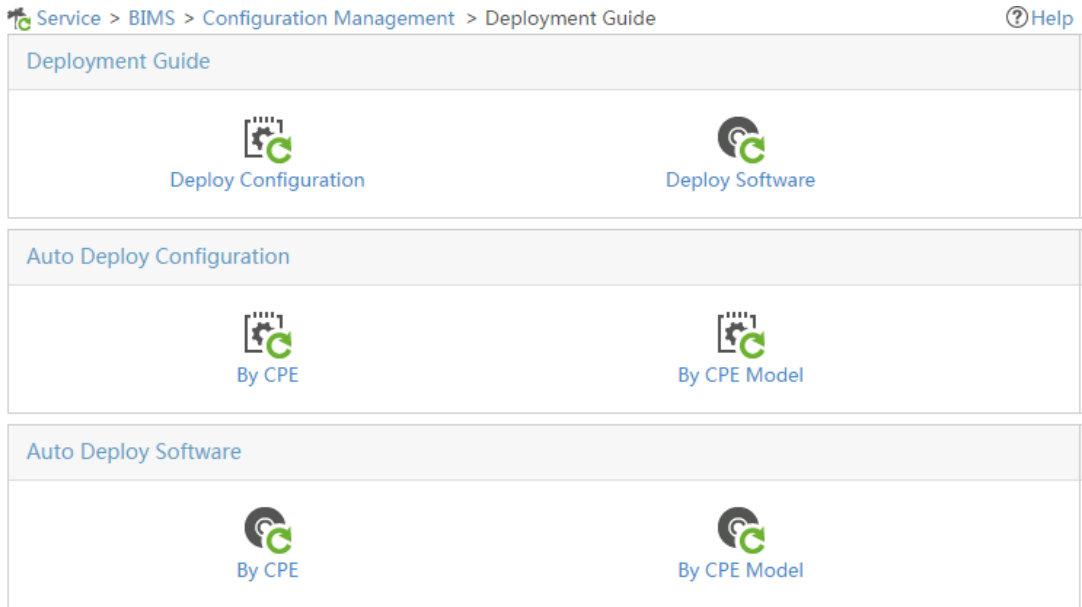 Service > BIMS > Configuration Management > Deployment Guide ?Help
Deployment Guide
Deploy Configuration Deploy Software
Auto Deploy Configuration
By CPE By CPE Model
Auto Deploy Software
By CPE By CPE Model